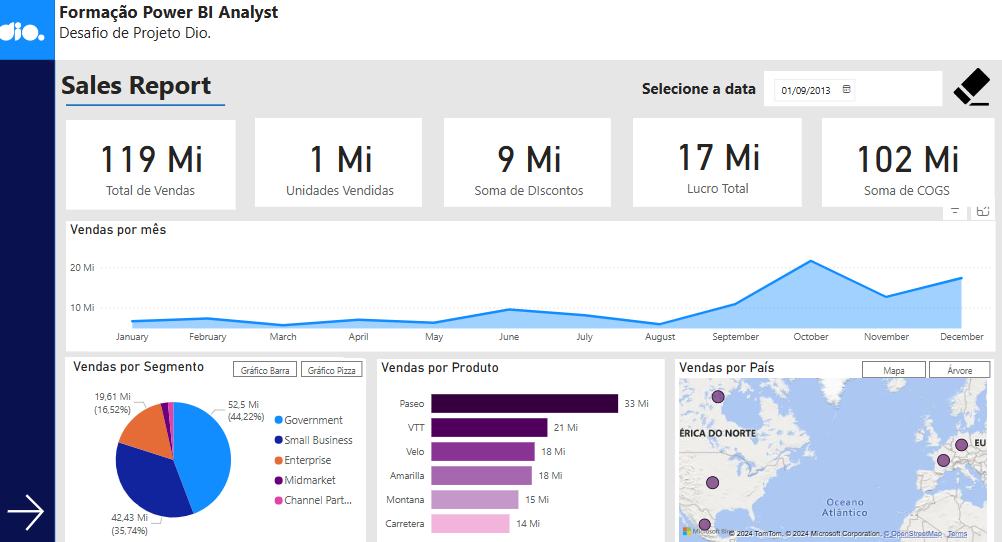 dio.
Formação Power BI Analyst
Desafio de Projeto Dio.
Sales Report
Selecione a data
01/09/2013
119 Mi
Total de Vendas
1 Mi
Unidades Vendidas
9 Mi
Soma de DIscontos
17 Mi
Lucro Total
102 Mi
Soma de COGS
Vendas por mês
20 Mi
10 Mi
January February March April May June July August September October November December
Vendas por Segmento
Gráfico Barra
Gráfico Pizza
19,61 Mi
(16,52%)
52,5 Mi
(44,22%)
42,43 Mi
(35,74%)
Government
Small Business
Enterprise
Midmarket
Channel Part...
Vendas por Produto
Paseo 33 Mi
VTT 21 Mi
Velo 18 Mi
Amarilla 18 Mi
Montana 15 Mi
Carretera 14 Mi
Vendas por País
Mapa
Árvore
ÉRICA DO NORTE
EU
Oceano
Atlântico
Microsoft Bing
© 2024 TomTom, © 2024 Microsoft Corporation, © OpenStreetMap Terms